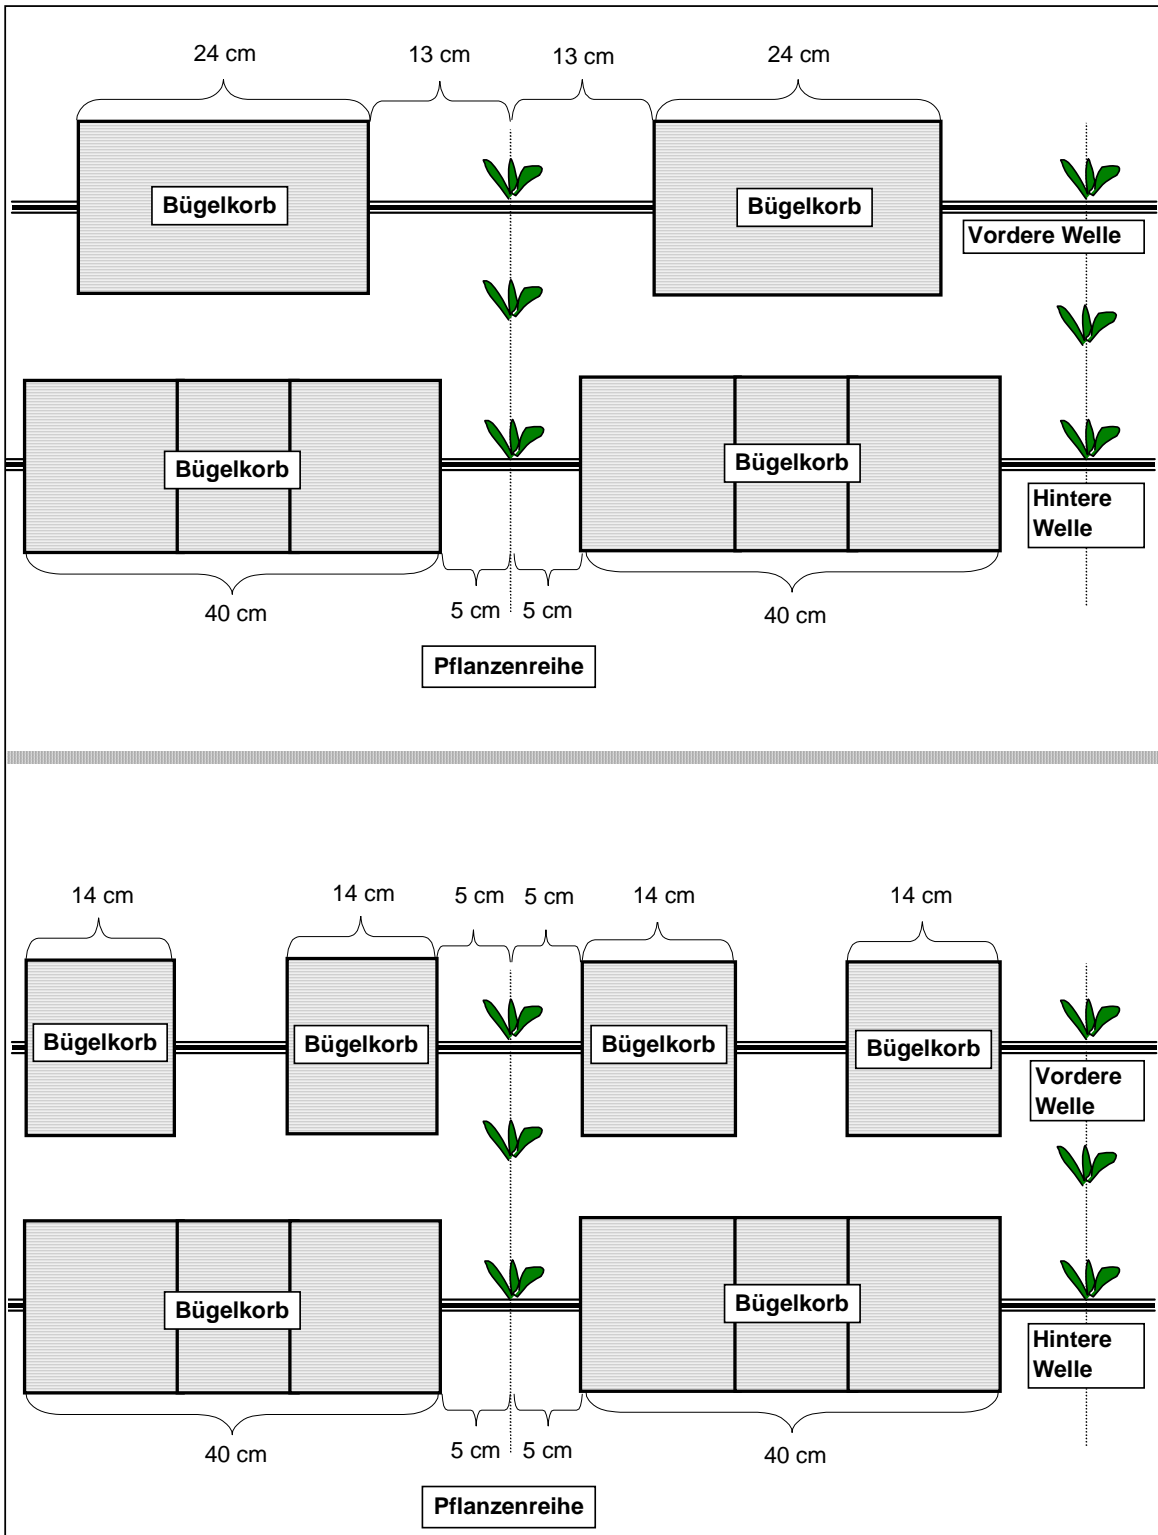 24 cm 13 cm 13 cm 24 cm
Bügelkorb Bügelkorb
Vordere Welle
Bügelkorb Bügelkorb
Hintere
Welle
40 cm 5 cm 5 cm 40 cm
Pflanzenreihe
14 cm 14 cm 5 cm 5 cm 14 cm 14 cm
Bügelkorb Bügelkorb Bügelkorb Bügelkorb
Vordere
Welle
Bügelkorb Bügelkorb
Hintere
Welle
40 cm 5 cm 5 cm 40 cm
Pflanzenreihe